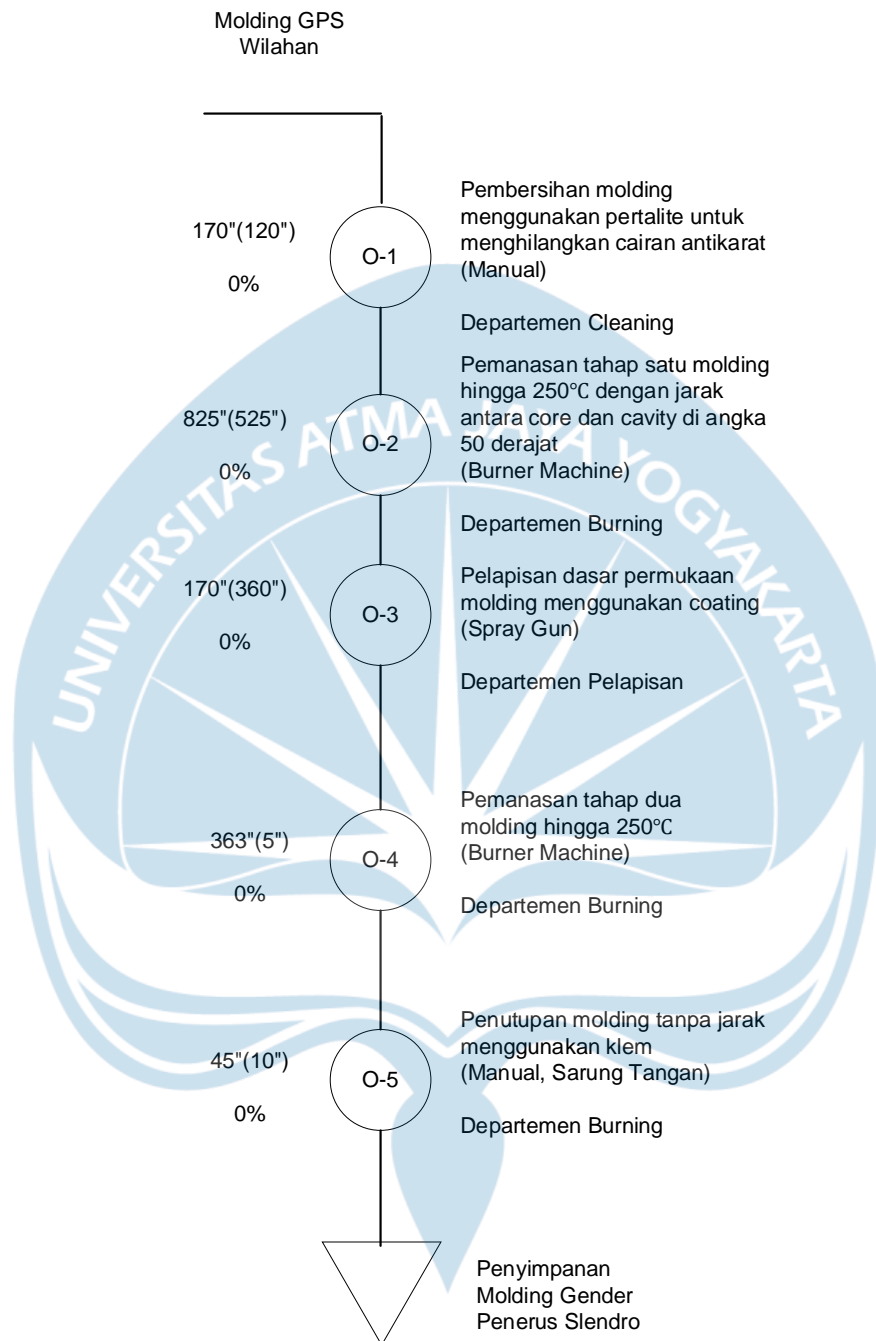 Molding GPS
Wilahan
170"(120")
0%
O-1
Pembersihan molding
menggunakan pertalite untuk
menghilangkan cairan antikarat
(Manual)
Departemen Cleaning
825"(525")
0%
O-2
Pemanasan tahap satu molding
hingga 250℃ dengan jarak
antara core dan cavity di angka
50 derajat
(Burner Machine)
Departemen Burning
170"(360")
0%
O-3
Pelapisan dasar permukaan
molding menggunakan coating
(Spray Gun)
Departemen Pelapisan
363"(5")
0%
O-4
Pemanasan tahap dua
molding hingga 250℃
(Burner Machine)
Departemen Burning
45"(10")
0%
O-5
Penutupan molding tanpa jarak
menggunakan klem
(Manual, Sarung Tangan)
Departemen Burning
Penyimpanan
Molding Gender
Penerus Slendro
UNIVERSITAS ATMA JAYA YOGYAKARTA